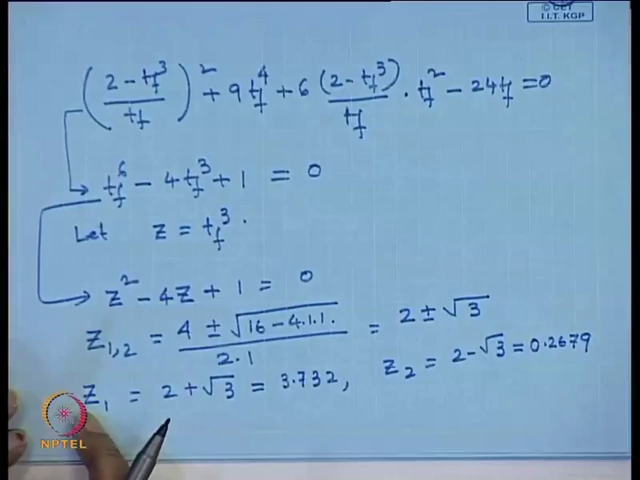 © CET
I.I.T. KGP
(2 - t_f^3 / t_f)^2 + 9 t_f^4 + 6 (2 - t_f^3) / t_f . t_f^2 - 24 t_f = 0
t_f^6 - 4 t_f^3 + 1 = 0
Let z = t_f^3 .
z^2 - 4z + 1 = 0
z_{1,2} = 4 ± √(16 - 4.1.1.) / 2.1 = 2 ± √3
z_1 = 2 + √3 = 3.732, z_2 = 2 - √3 = 0.2679
NPTEL